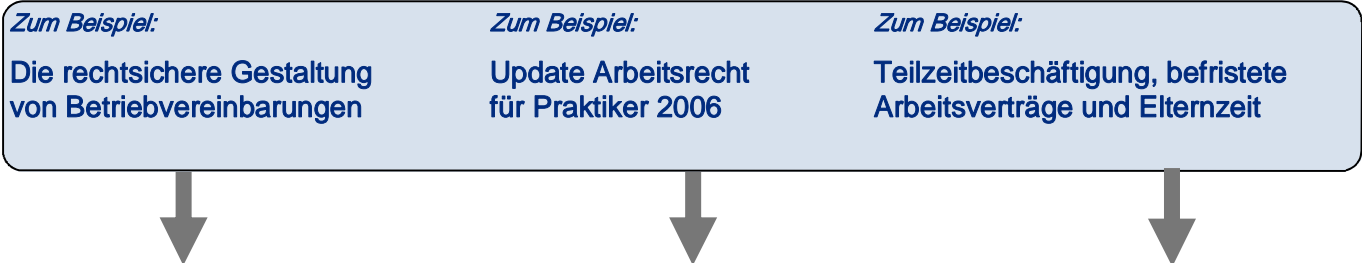 Zum Beispiel:
Die rechtsichere Gestaltung
von Betriebvereinbarungen
Zum Beispiel:
Update Arbeitsrecht
für Praktiker 2006
Zum Beispiel:
Teilzeitbeschäftigung, befristete
Arbeitsverträge und Elternzeit